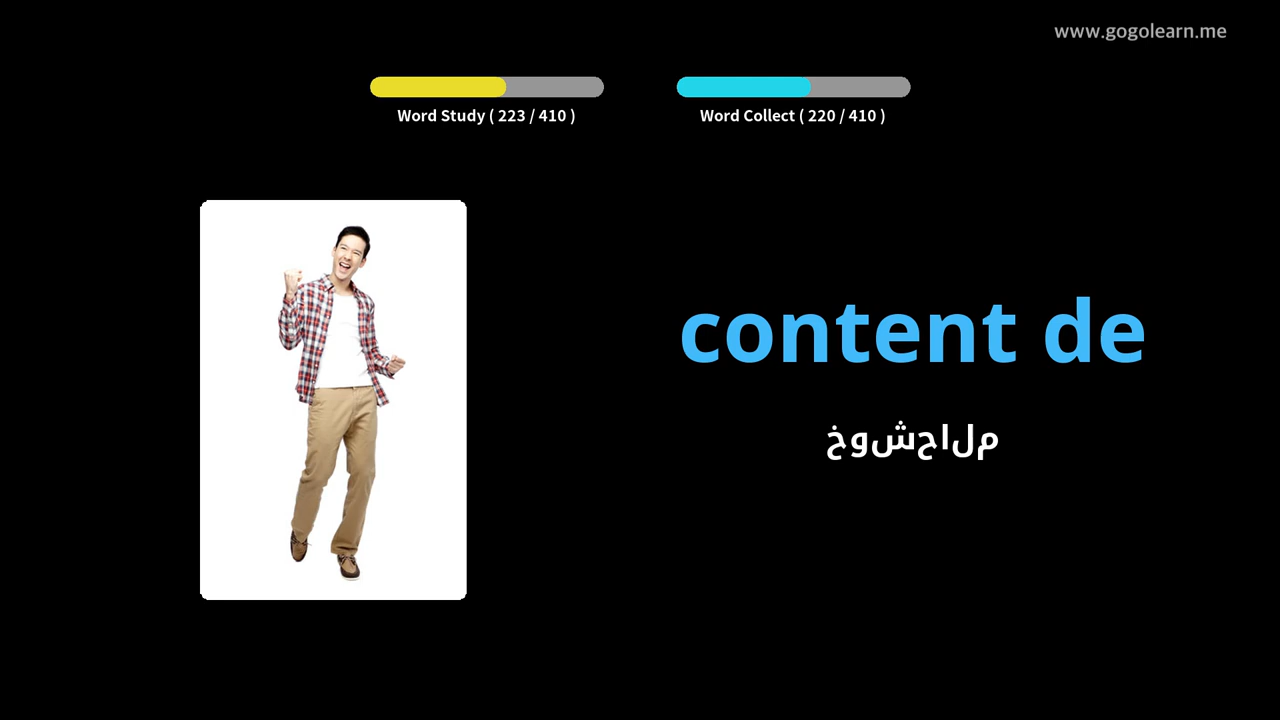 www.gogolearn.me
Word Study ( 223 / 410 )
Word Collect ( 220 / 410 )
content de
خوشحالم